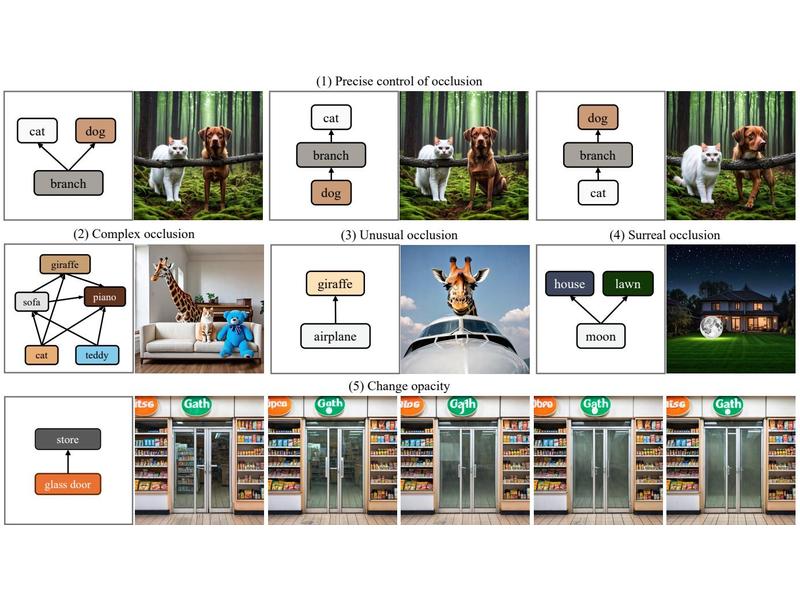 (1) Precise control of occlusion
cat
dog
branch
cat
branch
dog
dog
branch
cat
(2) Complex occlusion
(3) Unusual occlusion
(4) Surreal occlusion
giraffe
sofa
piano
cat
teddy
giraffe
airplane
house
lawn
moon
(5) Change opacity
store
glass door
Gath
Gath
Gath
Gath
Gath